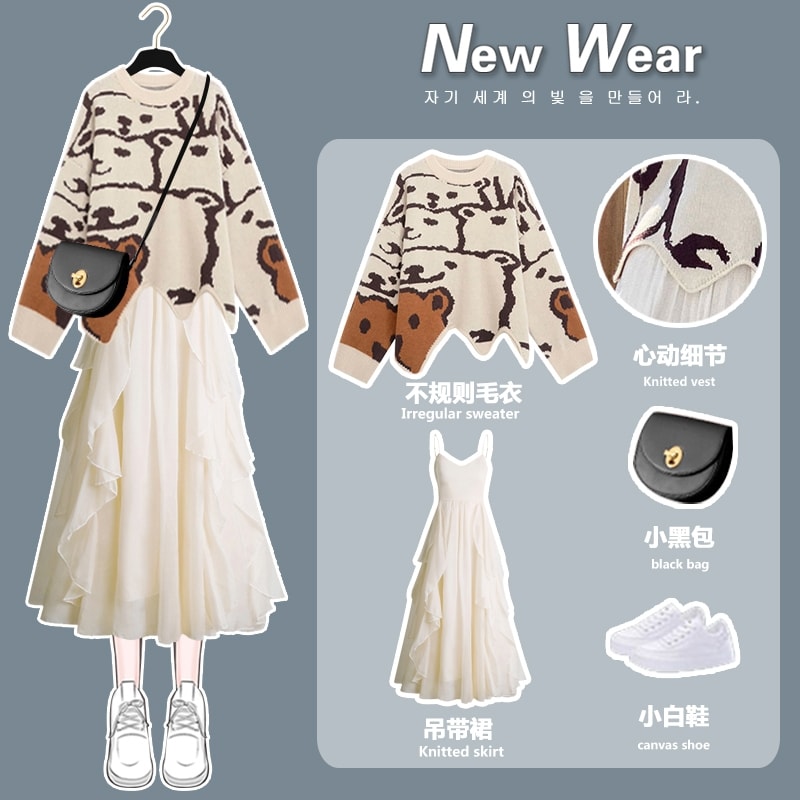 New Wear
자기 세계 의 빛 을 만들어 라.
不规则毛衣
Irregular sweater
心动细节
Knitted vest
小黑包
black bag
吊带裙
Knitted skirt
小白鞋
canvas shoe